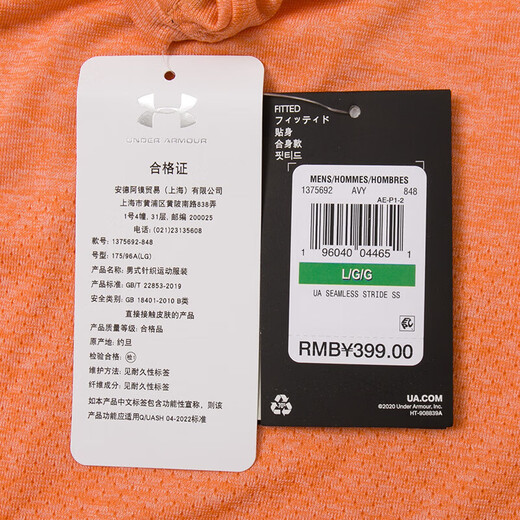 UNDER ARMOUR
合格证
安德阿镆贸易（上海）有限公司
上海市黄浦区黄陂南路838弄
1号4幢, 31层, 邮编 200025
电话: (021)23135608
款号: 1375692-848
号型: 175/96A(LG)
产品名称: 男式针织运动服装
产品标准: GB/T 22853-2019
安全类别: GB 18401-2010 B类
直接接触皮肤的产品
产品质量等级: 合格品
原产地: 约旦
检验合格: 检1
维护方法: 见耐久性标签
纤维成分: 见耐久性标签
如本产品中文标签包含功能性宣称，则该
产品功能应适用Q/UASH 04-2022标准
FITTED
フィッティド
貼身
合身款
핏티드
MENS/HOMMES/HOMBRES
1375692 AVY 848
AE-P1-2
1 96040 04465 1
L/G/G
UA SEAMLESS STRIDE SS
RMB¥399.00
UA.COM
©2020 Under Armour, Inc.
HT-908839A